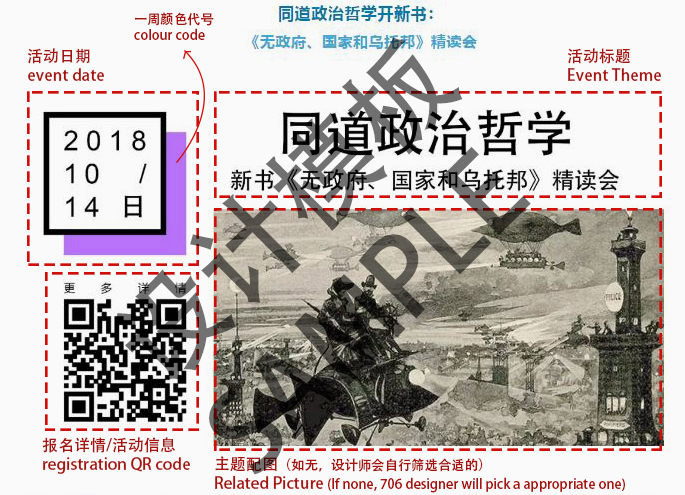 同道政治哲学开新书：
《无政府、国家和乌托邦》精读会
一周颜色代号
colour code
活动日期
event date
活动标题
Event Theme
2018
10 /
14 日
同道政治哲学
新书《无政府、国家和乌托邦》精读会
更多详情
POLICE
设计模板
SAMPLE
报名详情/活动信息
registration QR code
主题配图（如无，设计师会自行筛选合适的）
Related Picture (If none, 706 designer will pick a appropriate one)